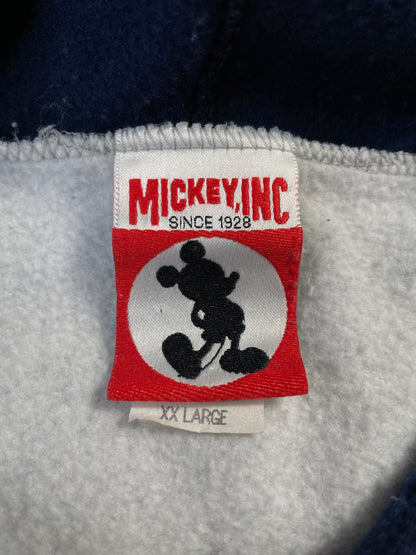 MICKEY, INC
SINCE 1928
XX LARGE